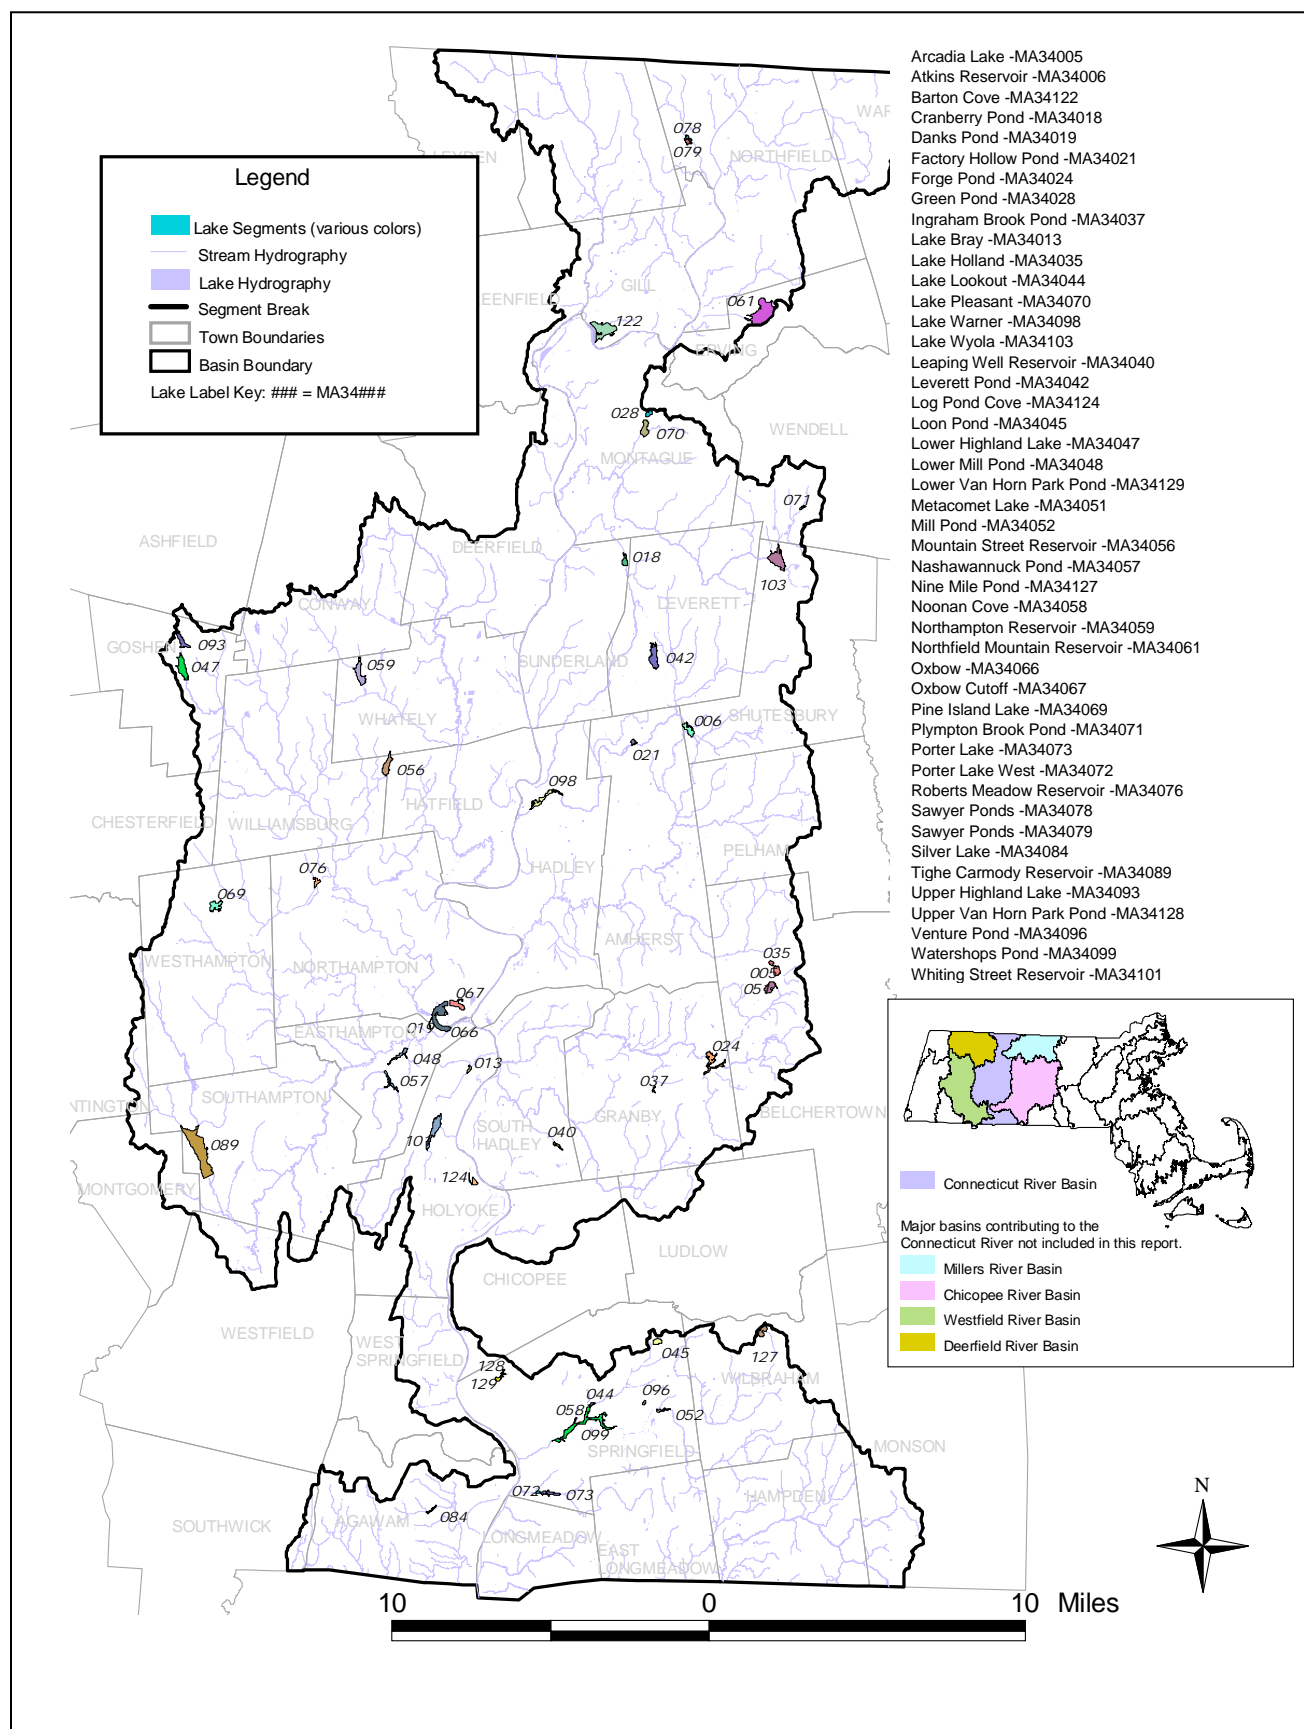 Legend
Lake Segments (various colors)
Stream Hydrography
Lake Hydrography
Segment Break
Town Boundaries
Basin Boundary
Lake Label Key: ### = MA34###
Arcadia Lake -MA34005
Atkins Reservoir -MA34006
Barton Cove -MA34122
Cranberry Pond -MA34018
Danks Pond -MA34019
Factory Hollow Pond -MA34021
Forge Pond -MA34024
Green Pond -MA34028
Ingraham Brook Pond -MA34037
Lake Bray -MA34013
Lake Holland -MA34035
Lake Lookout -MA34044
Lake Pleasant -MA34070
Lake Warner -MA34098
Lake Wyola -MA34103
Leaping Well Reservoir -MA34040
Leverett Pond -MA34042
Log Pond Cove -MA34124
Loon Pond -MA34045
Lower Highland Lake -MA34047
Lower Mill Pond -MA34048
Lower Van Horn Park Pond -MA34129
Metacomet Lake -MA34051
Mill Pond -MA34052
Mountain Street Reservoir -MA34056
Nashawannuck Pond -MA34057
Nine Mile Pond -MA34127
Noonan Cove -MA34058
Northampton Reservoir -MA34059
Northfield Mountain Reservoir -MA34061
Oxbow -MA34066
Oxbow Cutoff -MA34067
Pine Island Lake -MA34069
Plympton Brook Pond -MA34071
Porter Lake -MA34073
Porter Lake West -MA34072
Roberts Meadow Reservoir -MA34076
Sawyer Ponds -MA34078
Sawyer Ponds -MA34079
Silver Lake -MA34084
Tighe Carmody Reservoir -MA34089
Upper Highland Lake -MA34093
Upper Van Horn Park Pond -MA34128
Venture Pond -MA34096
Watershops Pond -MA34099
Whiting Street Reservoir -MA34101
WAR
078
079
NORTHFIELD
LEYDEN
GILL
061
EENFIELD
122
ERVING
028
070
WENDELL
MONTAGUE
071
ASHFIELD
DEERFIELD
018
103
CONWAY
LEVERETT
GOSHEN
093
047
059
SUNDERLAND
042
WHATELY
006
SHUTESBURY
021
056
098
HATFIELD
CHESTERFIELD
WILLIAMSBURG
PELHAM
076
HADLEY
069
AMHERST
WESTHAMPTON
NORTHAMPTON
035
005
051
067
019
066
EASTHAMPTON
048
024
013
057
037
NTINGTON
SOUTHAMPTON
GRANBY
BELCHERTOWN
101
SOUTH
HADLEY
040
089
124
MONTGOMERY
HOLYOKE
LUDLOW
CHICOPEE
WESTFIELD
WEST
SPRINGFIELD
128
129
045
127
WILBRAHAM
044
096
058
052
099
SPRINGFIELD
MONSON
072
073
HAMPDEN
084
SOUTHWICK
AGAWAM
LONGMEADOW
EAST
LONGMEADOW
Connecticut River Basin
Major basins contributing to the
Connecticut River not included in this report.
Millers River Basin
Chicopee River Basin
Westfield River Basin
Deerfield River Basin
N
10 0 10 Miles